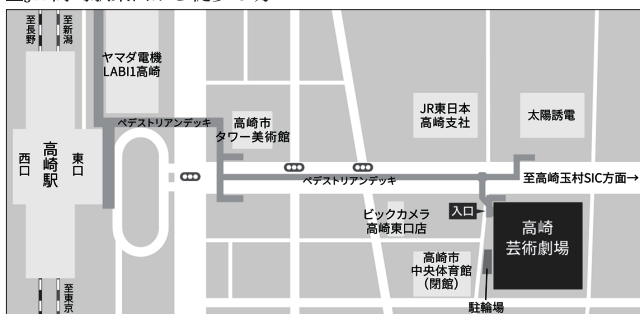 至長野
至新潟
ヤマダ電機
LABI1高崎
ペデストリアンデッキ
高崎市
タワー美術館
JR東日本
高崎支社
太陽誘電
西口
高崎駅
東口
ペデストリアンデッキ
至高崎玉村SIC方面→
ビックカメラ
高崎東口店
入口
高崎
芸術劇場
高崎市
中央体育館
(閉館)
至東京
駐輪場